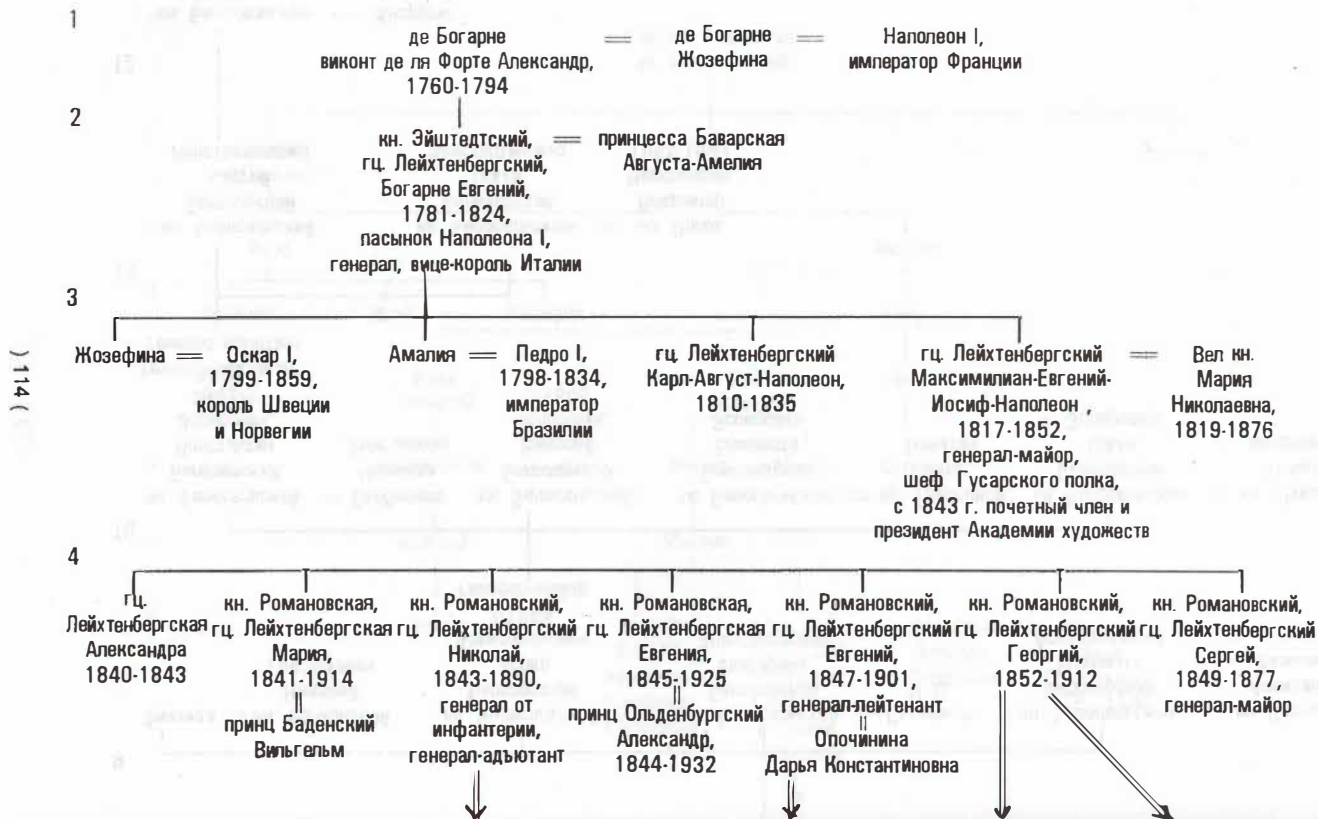 1
де Богарне
виконт де ля Форте Александр,
1760-1794
де Богарне
Жозефина
Наполеон I,
император Франции
2
кн. Эйштедтский,
гц. Лейхтенбергский,
Богарне Евгений,
1781-1824,
пасынок Наполеона I,
генерал, вице-король Италии
принцесса Баварская
Августа-Амелия
3
Жозефина
Оскар I,
1799-1859,
король Швеции
и Норвегии
Амалия
Педро I,
1798-1834,
император
Бразилии
гц. Лейхтенбергский
Карл-Август-Наполеон,
1810-1835
гц. Лейхтенбергский
Максимилиан-Евгений-
Иосиф-Наполеон,
1817-1852,
генерал-майор,
шеф Гусарского полка,
с 1843 г. почетный член и
президент Академии художеств
Вел кн.
Мария
Николаевна,
1819-1876
) 114 (
4
гц.
Лейхтенбергская
Александра
1840-1843
кн. Романовская,
гц. Лейхтенбергская
Мария,
1841-1914
принц Баденский
Вильгельм
кн. Романовский,
гц. Лейхтенбергский
Николай,
1843-1890,
генерал от
инфантерии,
генерал-адъютант
кн. Романовская,
гц. Лейхтенбергская
Евгения,
1845-1925
принц Ольденбургский
Александр,
1844-1932
кн. Романовский,
гц. Лейхтенбергский
Евгений,
1847-1901,
генерал-лейтенант
Опочинина
Дарья Константиновна
кн. Романовский,
гц. Лейхтенбергский
Георгий,
1852-1912
кн. Романовский,
гц. Лейхтенбергский
Сергей,
1849-1877,
генерал-майор